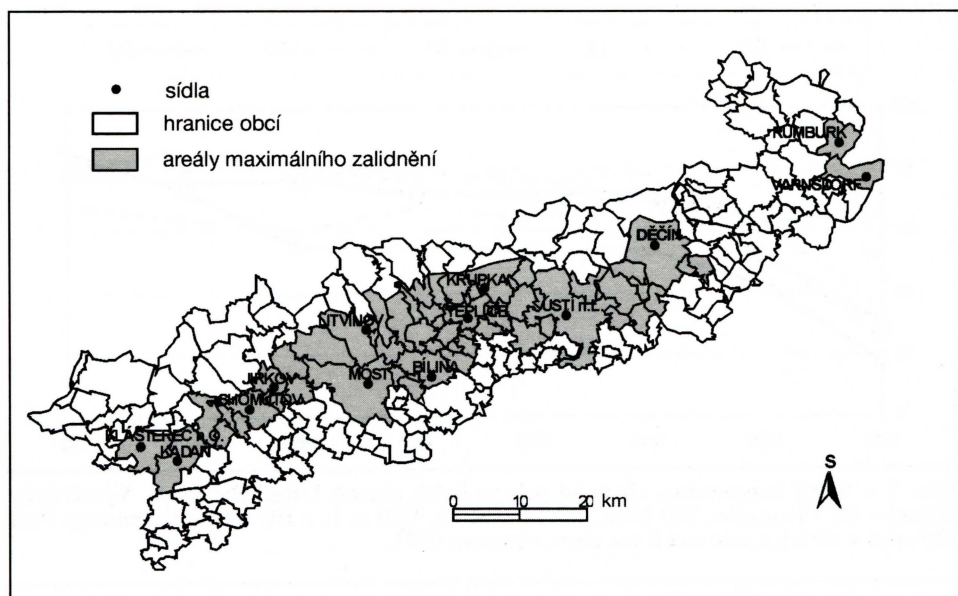 sídla
hranice obcí
areály maximálního zalidnění
RUMBURK
VARNSDORF
DĚČÍN
KRUPKA
TEPLICE
ÚSTÍ n.L.
LITVÍNOV
BÍLINA
MOST
JIRKOV
CHOMUTOV
KLÁŠTEREC n.O.
KADAŇ
S
0 10 20 km